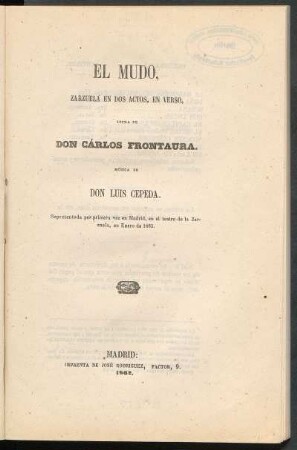 EL MUDO,
ZARZUELA EN DOS ACTOS, EN VERSO,
LETRA DE
DON CÁRLOS FRONTAURA.
MÚSICA DE
DON LUIS CEPEDA.
Representada por primera vez en Madrid, en el teatro de la Zar-
zuela, en Enero de
MADRID:
IMPRENTA DE JOSÉ RODRIGUEZ, FACTOR, 9.